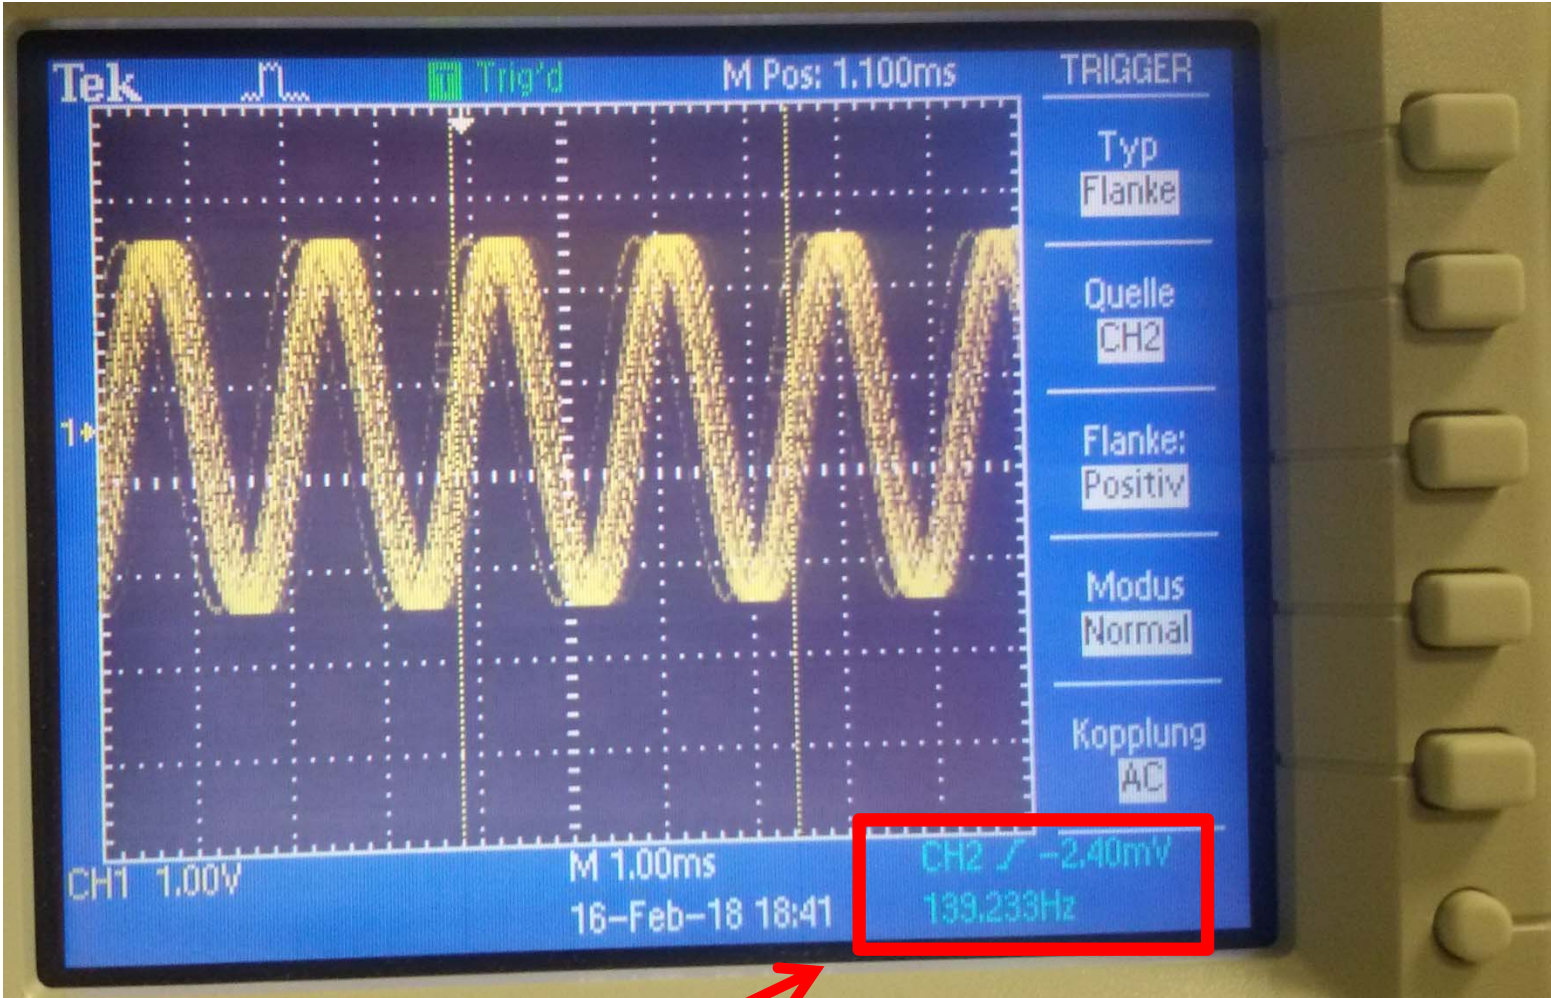 Tek T Trig'd M Pos: 1.100ms TRIGGER
Typ
Flanke
Quelle
CH2
Flanke:
Positiv
Modus
Normal
Kopplung
AC
1
CH1 1.00V M 1.00ms CH2 -2.40mV
16-Feb-18 18:41 139.233Hz